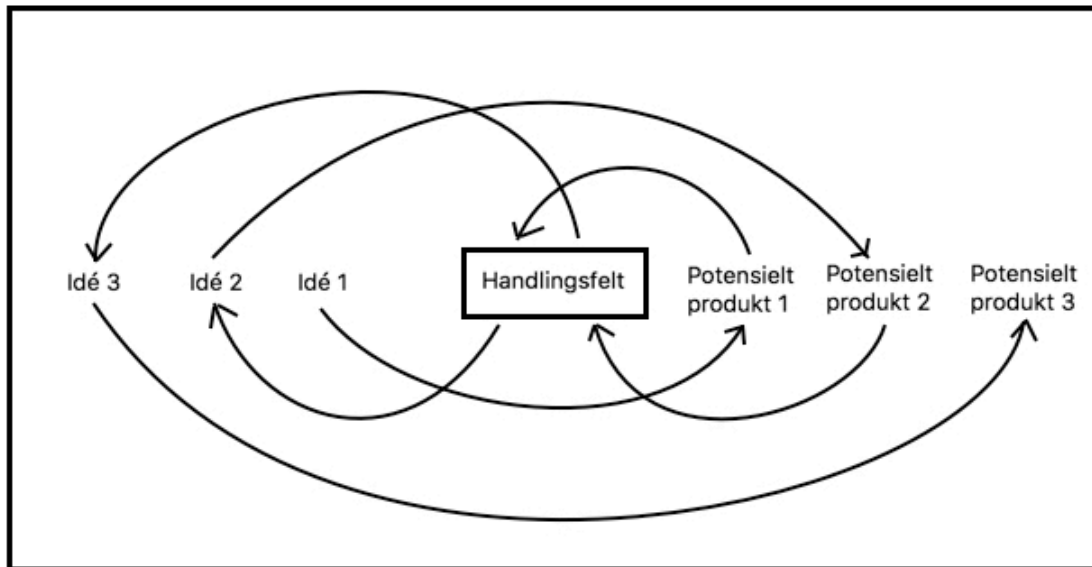 Idé 3
Idé 2
Idé 1
Handlingsfelt
Potensielt
produkt 1
Potensielt
produkt 2
Potensielt
produkt 3